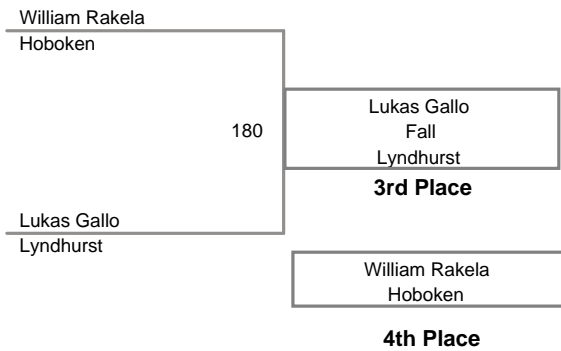 William Rakela
Hoboken
180
Lukas Gallo
Fall
Lyndhurst
3rd Place
Lukas Gallo
Lyndhurst
William Rakela
Hoboken
4th Place